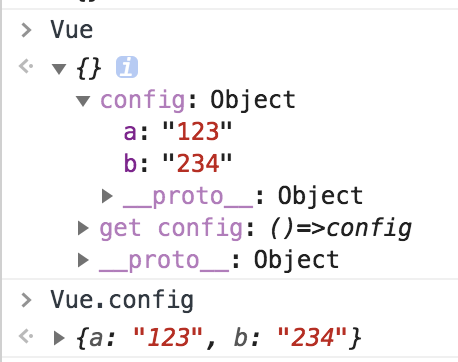 > Vue
{} i
config: Object
a: "123"
b: "234"
__proto__: Object
get config: ()=>config
__proto__: Object
> Vue.config
{a: "123", b: "234"}